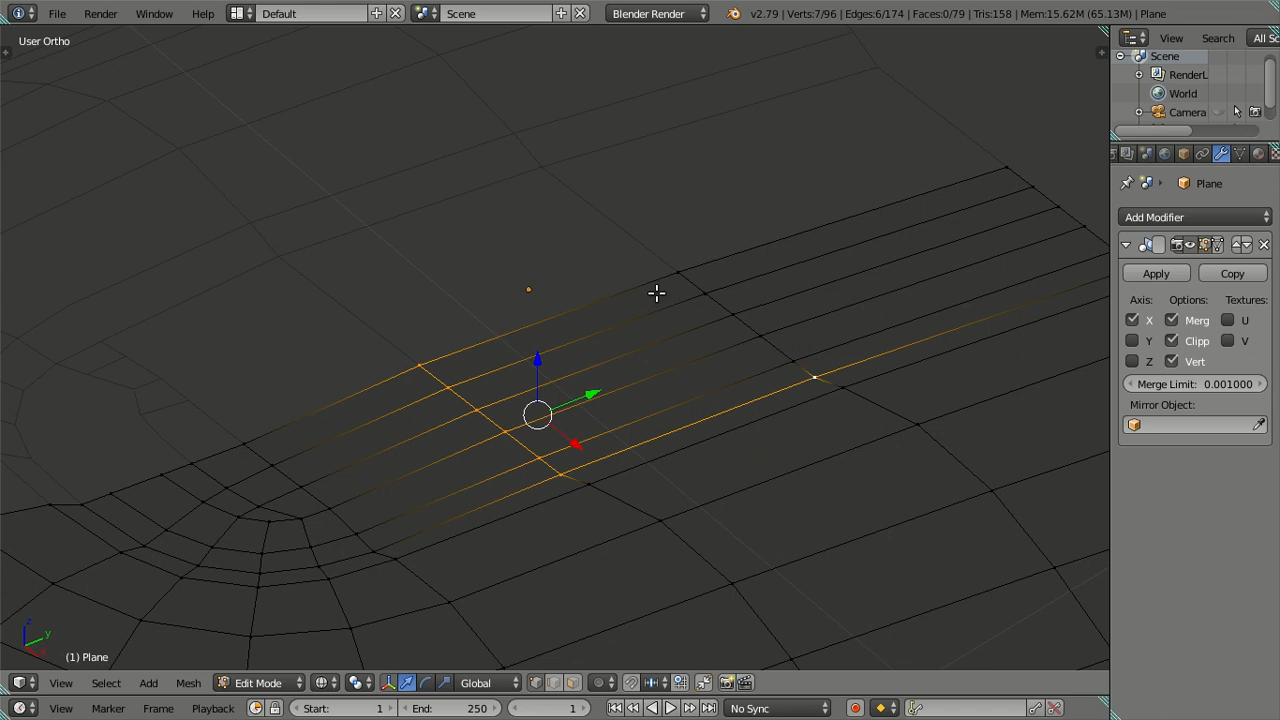 File Render Window Help Default Scene Blender Render v2.79 | Verts:7/96 | Edges:6/174 | Faces:0/79 | Tris:158 | Mem:15.62M (65.13M) | Plane
User Ortho
View Search All Sc
Scene
RenderL
World
Camera
Plane
Add Modifier
Apply Copy
Axis: Options: Textures:
X Merg U
Y Clipp V
Z Vert
Merge Limit: 0.001000
Mirror Object:
z
y
x
(1) Plane
View Select Add Mesh Edit Mode Global
View Marker Frame Playback Start: 1 End: 250 1 No Sync